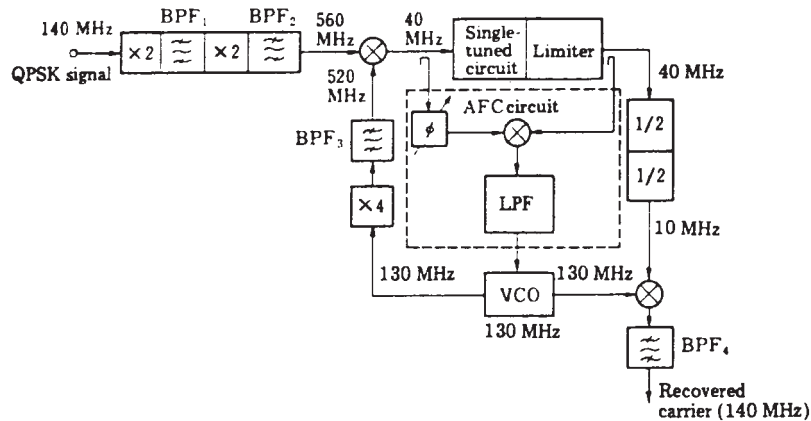 BPF₁
BPF₂
140 MHz
QPSK signal
×2
×2
560
MHz
40
MHz
Single-
tuned
circuit
Limiter
40 MHz
520
MHz
BPF₃
×4
AFC circuit
ϕ
LPF
1/2
1/2
10 MHz
130 MHz
VCO
130 MHz
130 MHz
BPF₄
Recovered
carrier (140 MHz)